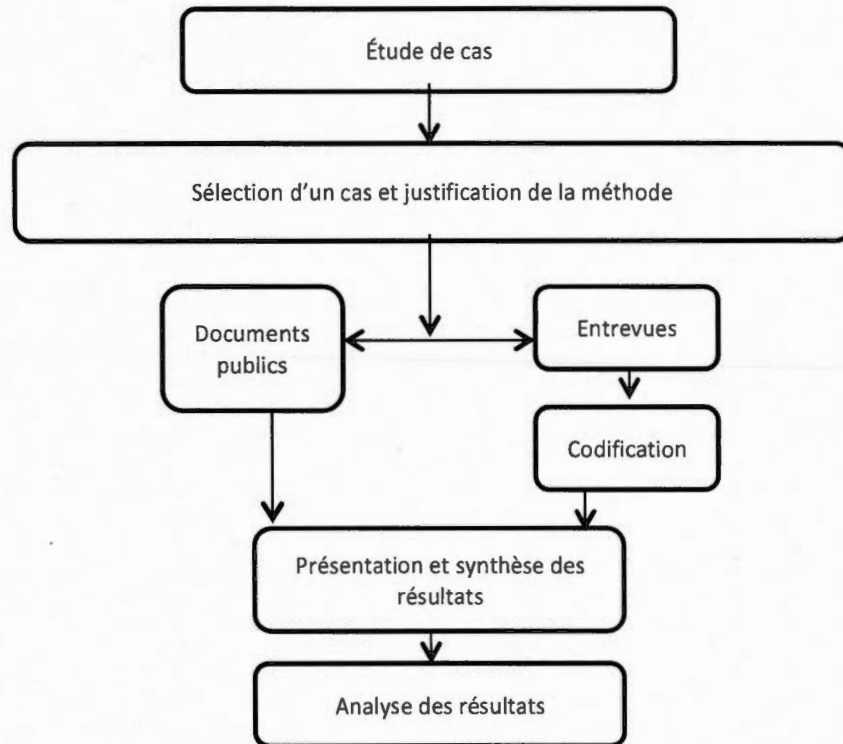 Étude de cas
Sélection d'un cas et justification de la méthode
Documents
publics
Entrevues
Codification
Présentation et synthèse des
résultats
Analyse des résultats